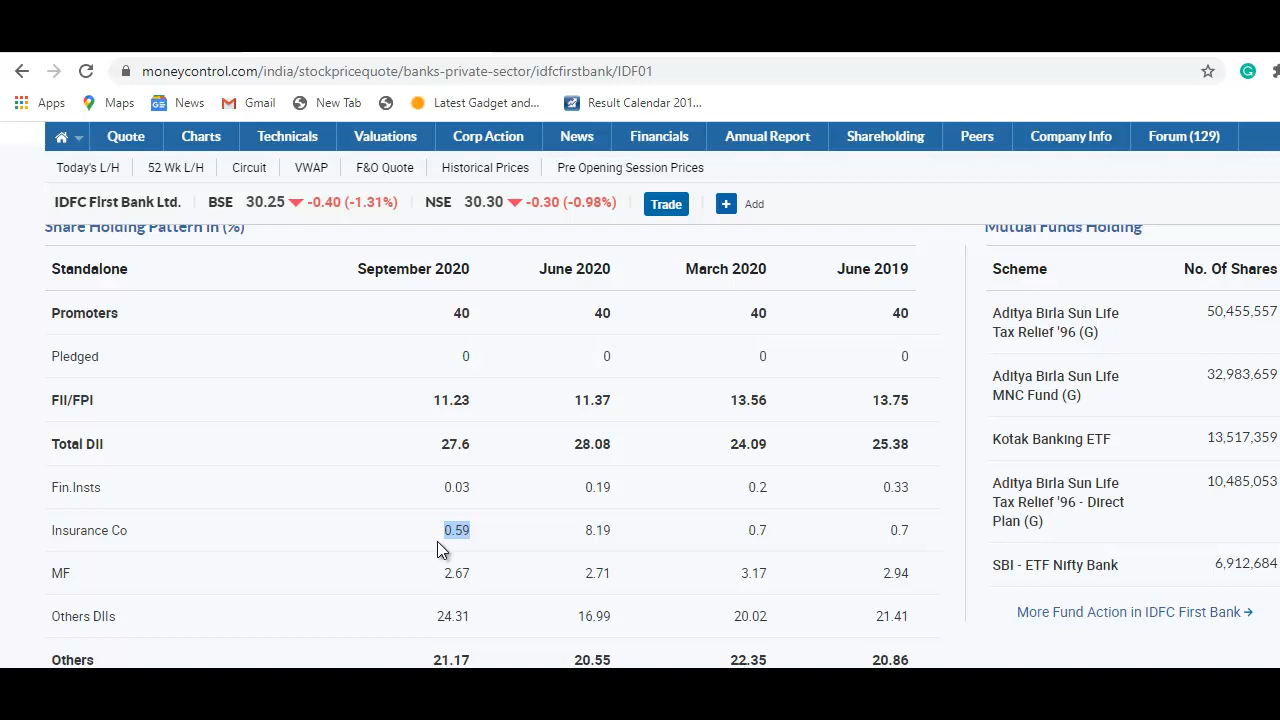 moneycontrol.com/india/stockpricequote/banks-private-sector/idfcfirstbank/IDF01
Apps Maps News Gmail New Tab Latest Gadget and... Result Calendar 201...
Quote Charts Technicals Valuations Corp Action News Financials Annual Report Shareholding Peers Company Info Forum (129)
Today's L/H 52 Wk L/H Circuit VWAP F&O Quote Historical Prices Pre Opening Session Prices
IDFC First Bank Ltd. BSE 30.25 -0.40 (-1.31%) NSE 30.30 -0.30 (-0.98%) Trade + Add
Share Holding Pattern in (%)
Standalone September 2020 June 2020 March 2020 June 2019
Promoters 40 40 40 40
Pledged 0 0 0 0
FII/FPI 11.23 11.37 13.56 13.75
Total DII 27.6 28.08 24.09 25.38
Fin.Insts 0.03 0.19 0.2 0.33
Insurance Co 0.59 8.19 0.7 0.7
MF 2.67 2.71 3.17 2.94
Others DIIs 24.31 16.99 20.02 21.41
Others 21.17 20.55 22.35 20.86
Mutual Funds Holding
Scheme No. Of Shares
Aditya Birla Sun Life 50,455,557
Tax Relief '96 (G)
Aditya Birla Sun Life 32,983,659
MNC Fund (G)
Kotak Banking ETF 13,517,359
Aditya Birla Sun Life 10,485,053
Tax Relief '96 - Direct
Plan (G)
SBI - ETF Nifty Bank 6,912,684
More Fund Action in IDFC First Bank